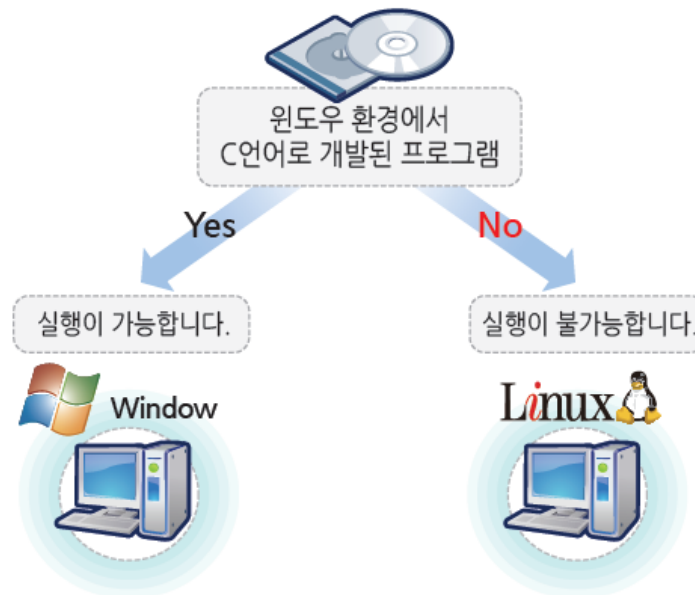 윈도우 환경에서
C언어로 개발된 프로그램
Yes
No
실행이 가능합니다.
실행이 불가능합니다.
Window
Linux